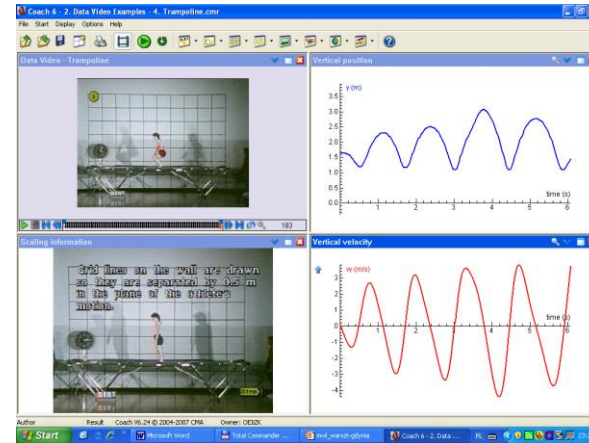 Coach 6 - 2. Data Video Examples - 4. Trampoline.cmr
File Start Display Options Help
Data Video - Trampoline
Vertical position
y (m)
3.5
3.0
2.5
2.0
1.5
1.0
0.5
0.0
time (s)
1 2 3 4 5 6
183
Scaling information
Grid lines on the wall are drawn
so they are separated by 0.5 m
in the plane of the athlete's
motion.
Step
Vertical velocity
vy (m/s)
3
2
1
0
-1
-2
-3
-4
time (s)
1 2 3 4 5 6
Author Result Coach V6.24 © 2004-2007 CMA Owner: OEIIZK
Start
Microsoft Word
Total Commander ...
Coach 6 - 2. Data ...
PL